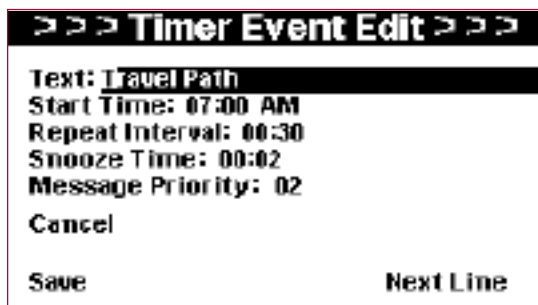 > > > Timer Event Edit > > >
Text: Travel Path
Start Time: 07:00 AM
Repeat Interval: 00:30
Snooze Time: 00:02
Message Priority: 02
Cancel
Save Next Line